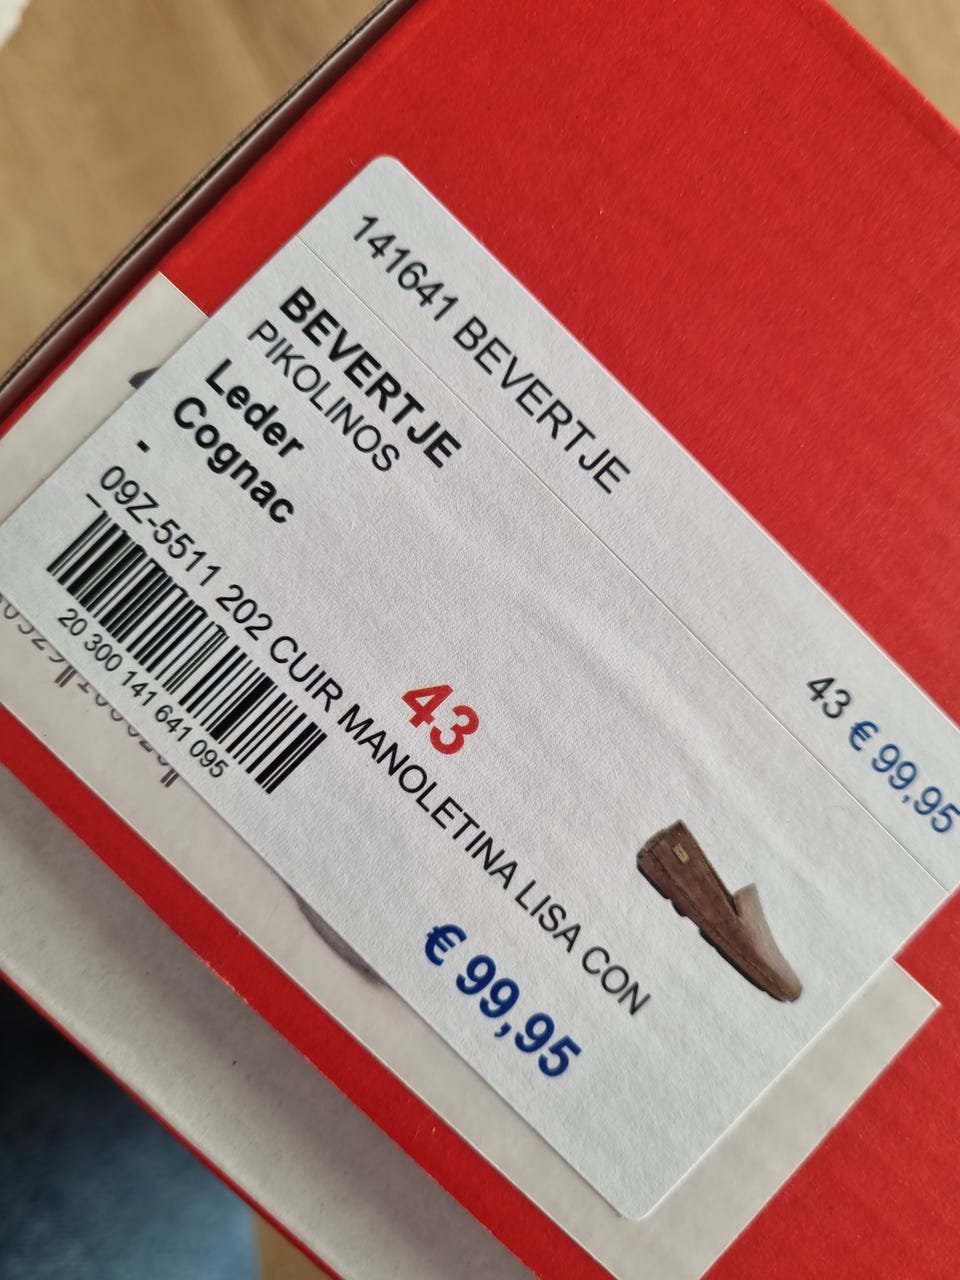 141641 BEVERTJE
43 € 99,95
BEVERTJE
PIKOLINOS
Leder
Cognac
-
_09Z-5511 202 CUIR MANOLETINA LISA CON
20 300 141 641 095
43
€ 99,95